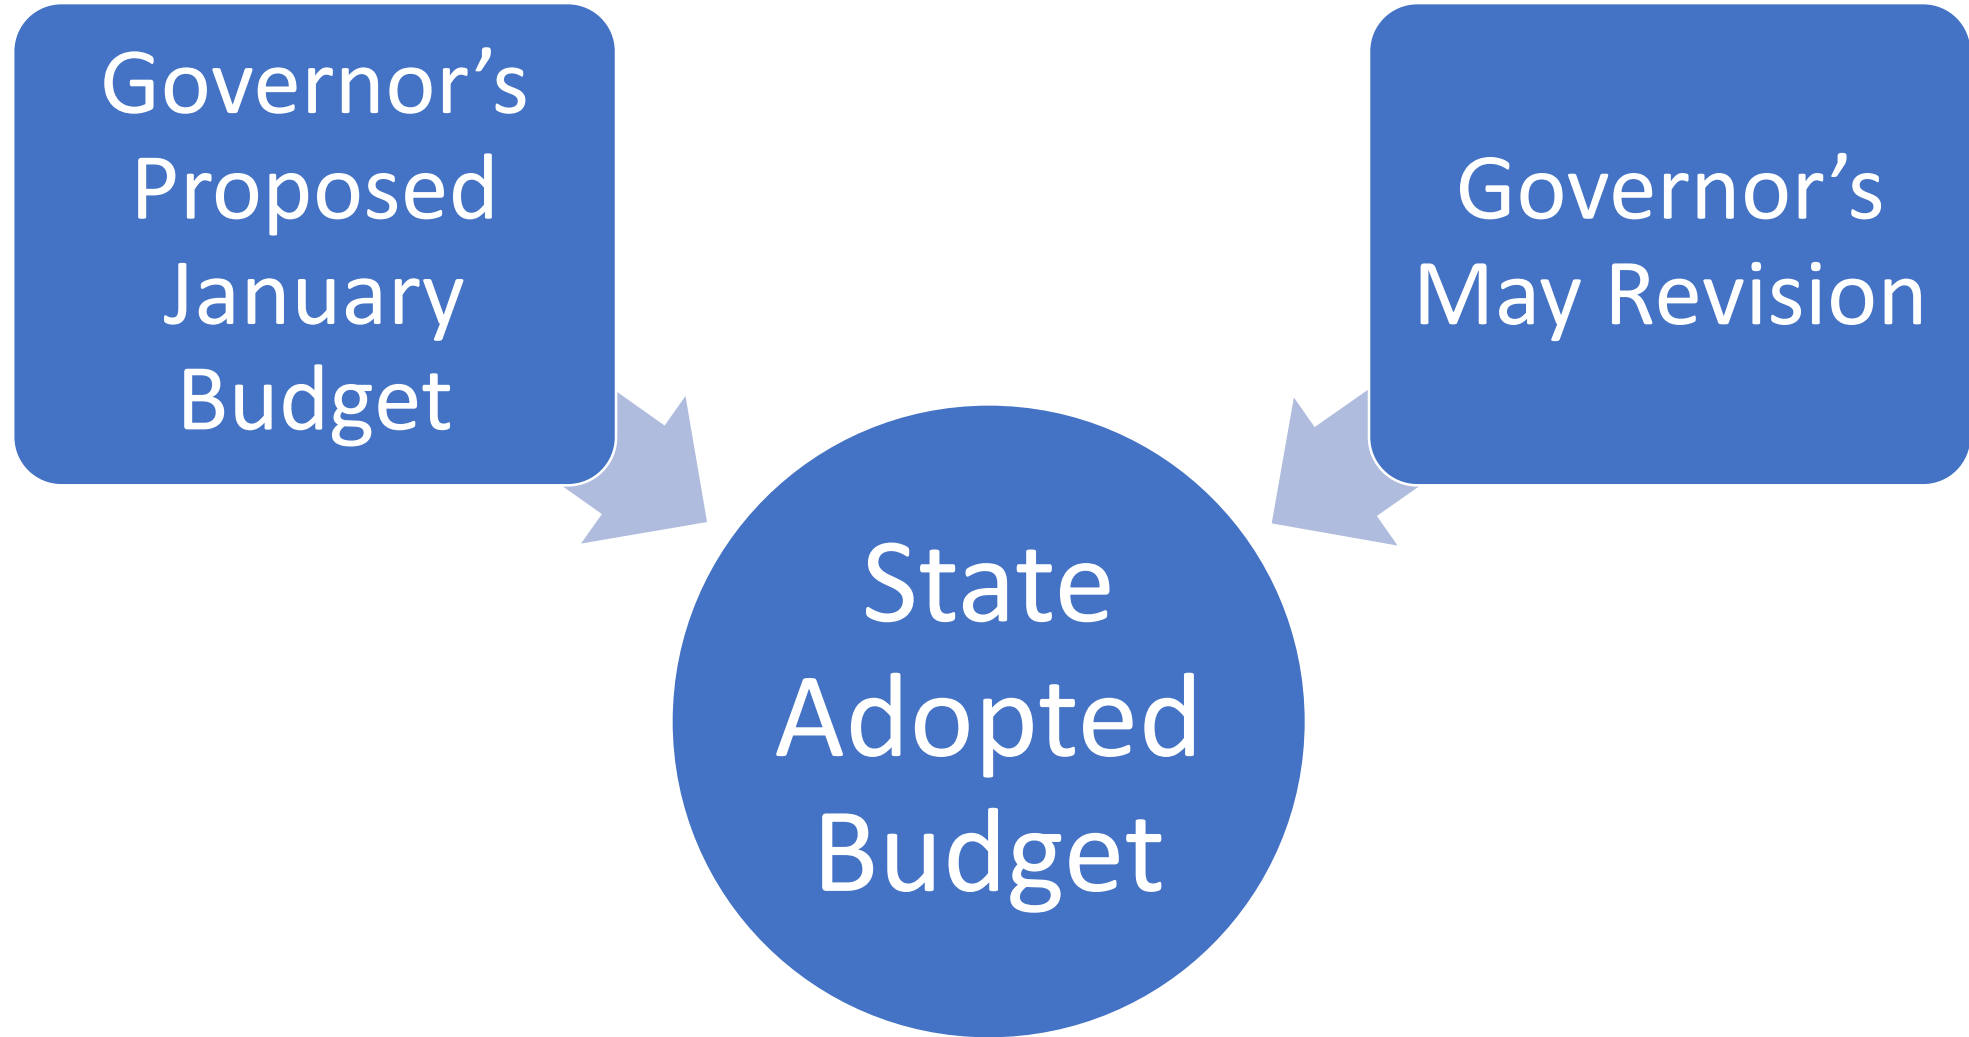 Governor’s
Proposed
January
Budget
Governor’s
May Revision
State
Adopted
Budget